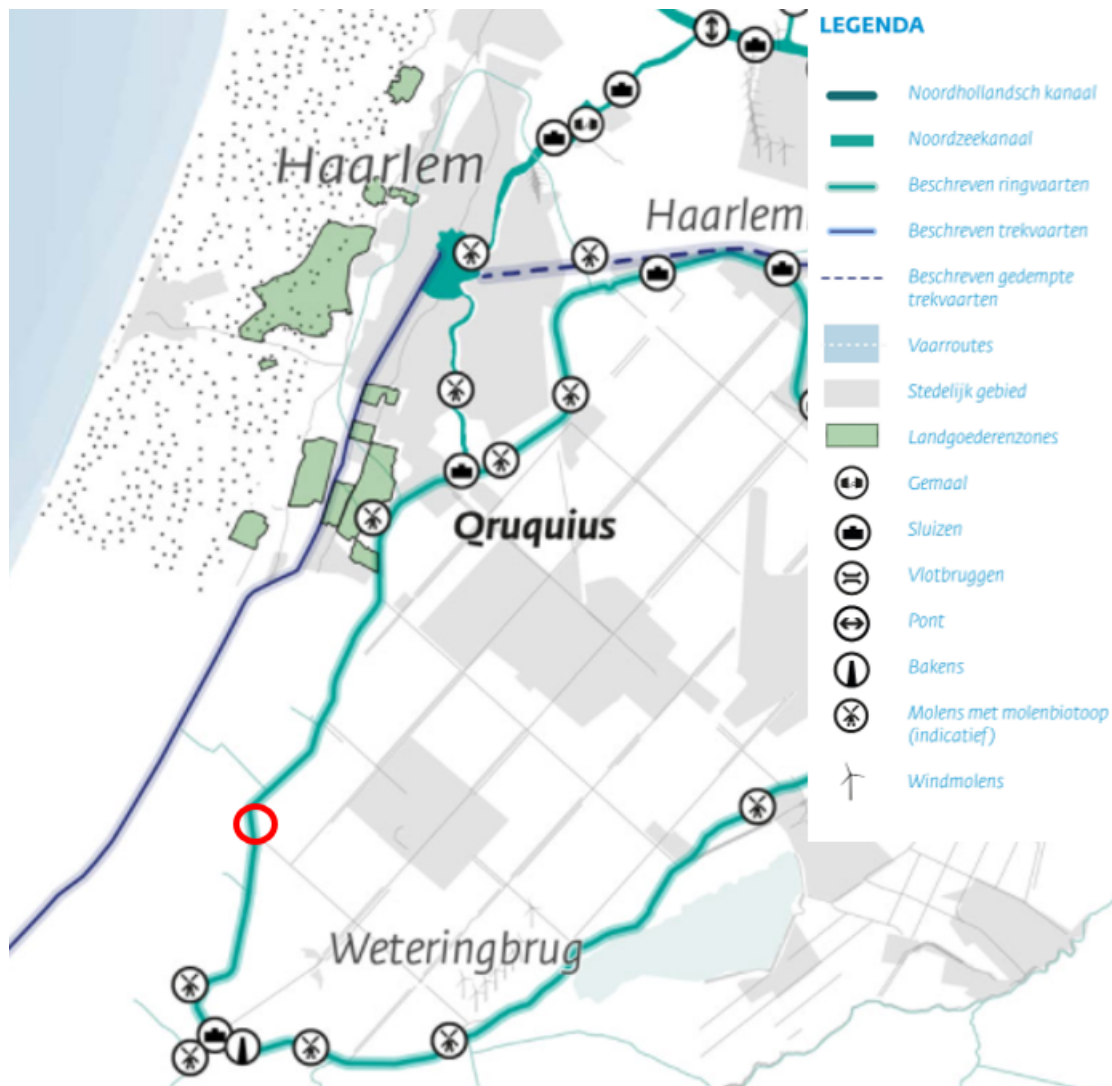 LEGENDA
Noordhollandsch kanaal
Noordzeekanaal
Beschreven ringvaarten
Beschreven trekvaarten
Beschreven gedempte
trekvaarten
Vaarroutes
Stedelijk gebied
Landgoederenzones
Gemaal
Sluizen
Vlotbruggen
Pont
Bakens
Molens met molenbiotoop
(indicatief)
Windmolens
Haarlem
Haarlem
Qruquius
Weteringbrug